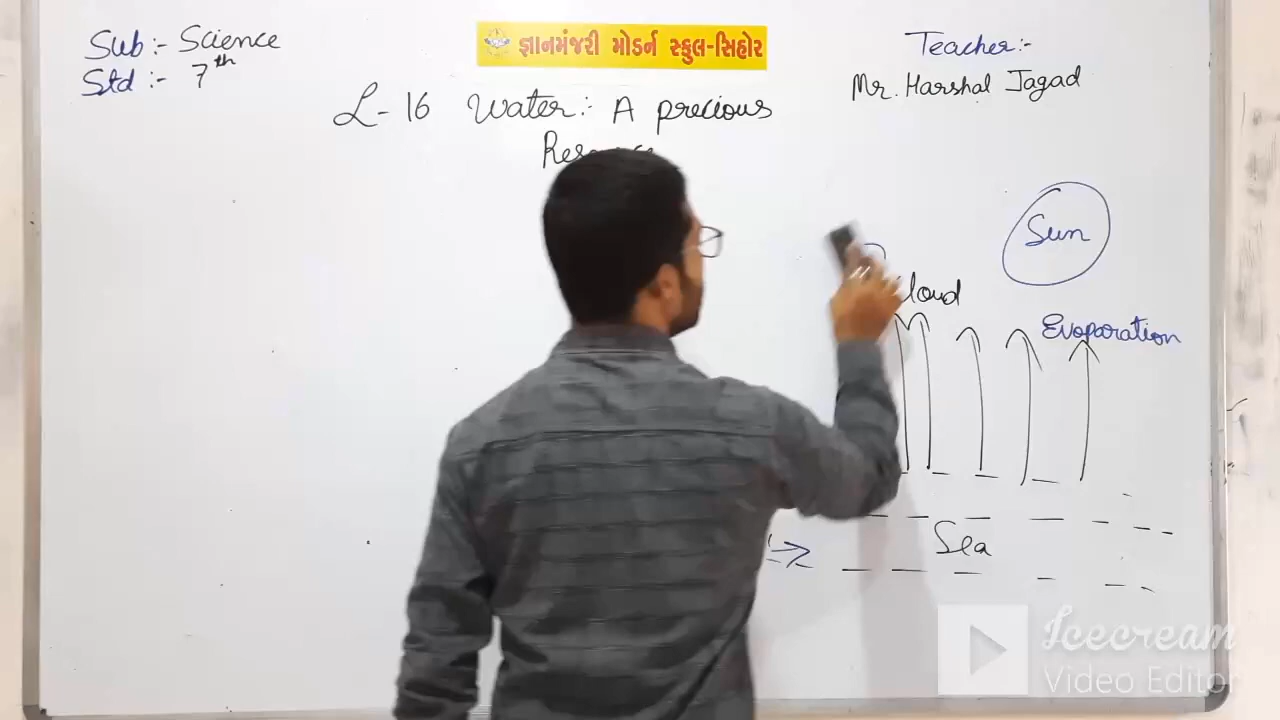 Sub:- Science
Std:- 7th
જ્ઞાનમંજરી મોડર્ન સ્કુલ-સિહોર
Teacher:-
Mr. Harshal Jagad
L-16 Water:- A precious
Sun
Evoparation
Sea
Icecream
Video Editor